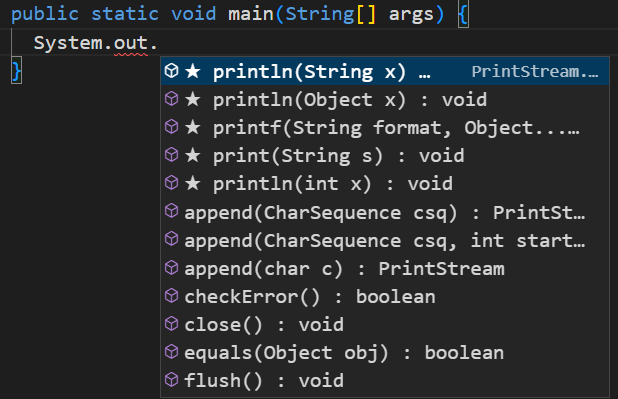 public static void main(String[] args) {
System.out.
}
★ println(String x) … PrintStream.…
★ println(Object x) : void
★ printf(String format, Object...…
★ print(String s) : void
★ println(int x) : void
append(CharSequence csq) : PrintSt…
append(CharSequence csq, int start…
append(char c) : PrintStream
checkError() : boolean
close() : void
equals(Object obj) : boolean
flush() : void